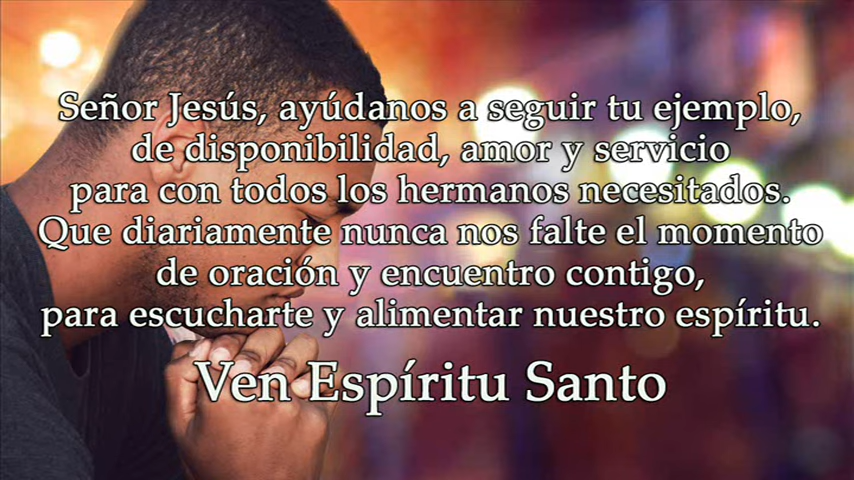 Señor Jesús, ayúdanos a seguir tu ejemplo,
de disponibilidad, amor y servicio
para con todos los hermanos necesitados.
Que diariamente nunca nos falte el momento
de oración y encuentro contigo,
para escucharte y alimentar nuestro espíritu.
Ven Espíritu Santo